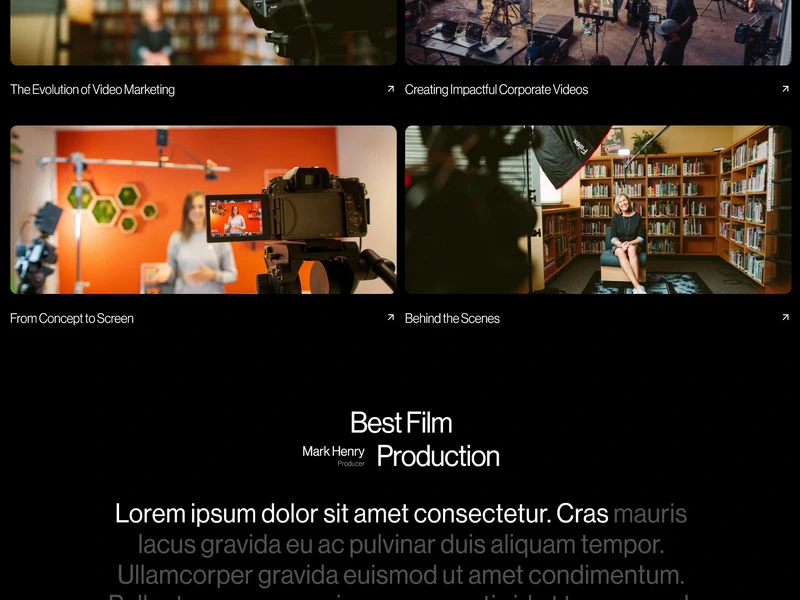 The Evolution of Video Marketing
Creating Impactful Corporate Videos
From Concept to Screen
Behind the Scenes
Best Film
Mark Henry
Producer
Production
Lorem ipsum dolor sit amet consectetur. Cras mauris
lacus gravida eu ac pulvinar duis aliquam tempor.
Ullamcorper gravida euismod ut amet condimentum.